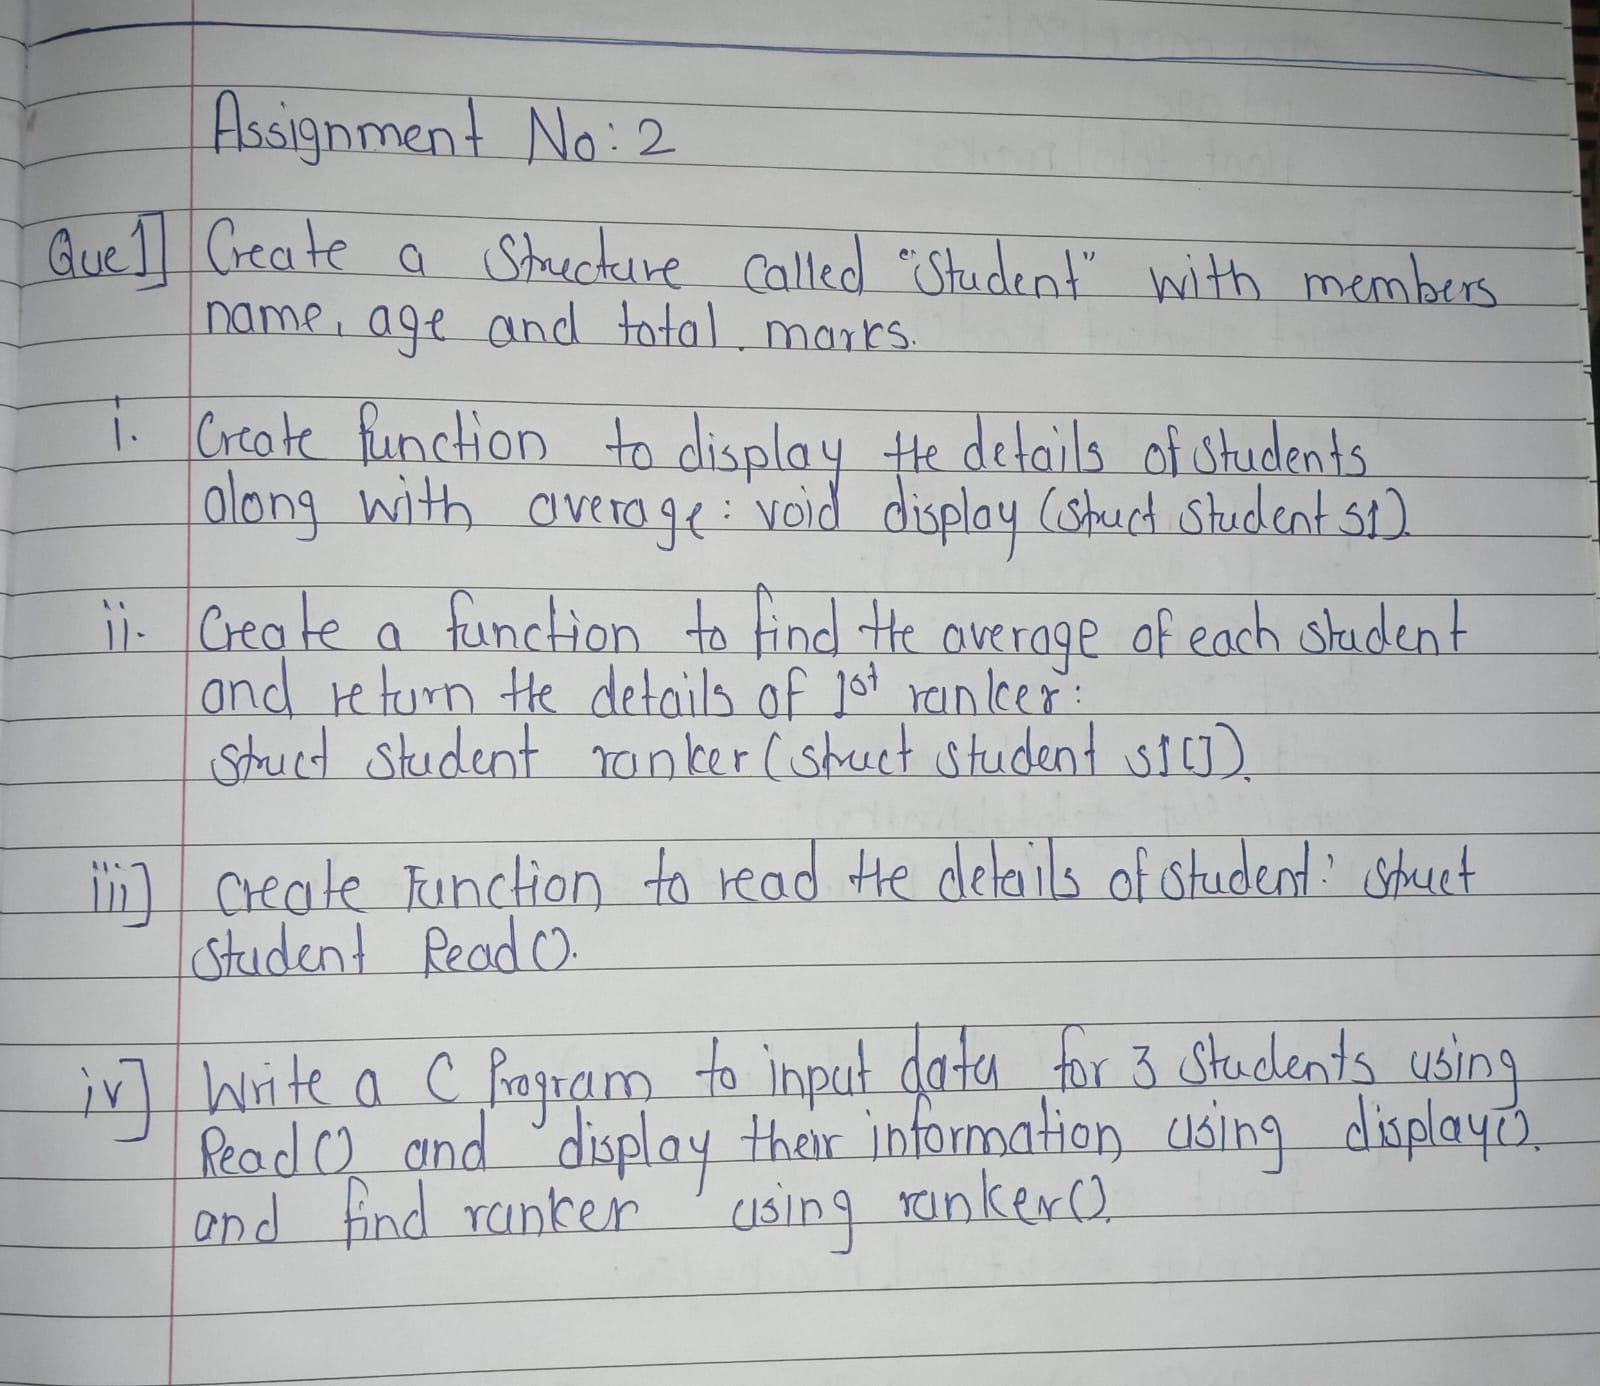 Assignment No: 2
Que 1] Create a Structure called "Student" with members
name, age and total. marks.
i. Create function to display the details of students
along with average: void display (struct student s1).
ii. Create a function to find the average of each student
and return the details of 1st ranker:
struct student ranker (struct student s1[]).
iii] Create Function to read the details of student: struct
student Read().
iv] Write a C Program to input data for 3 students using
Read() and display their information using display().
and find ranker using ranker().